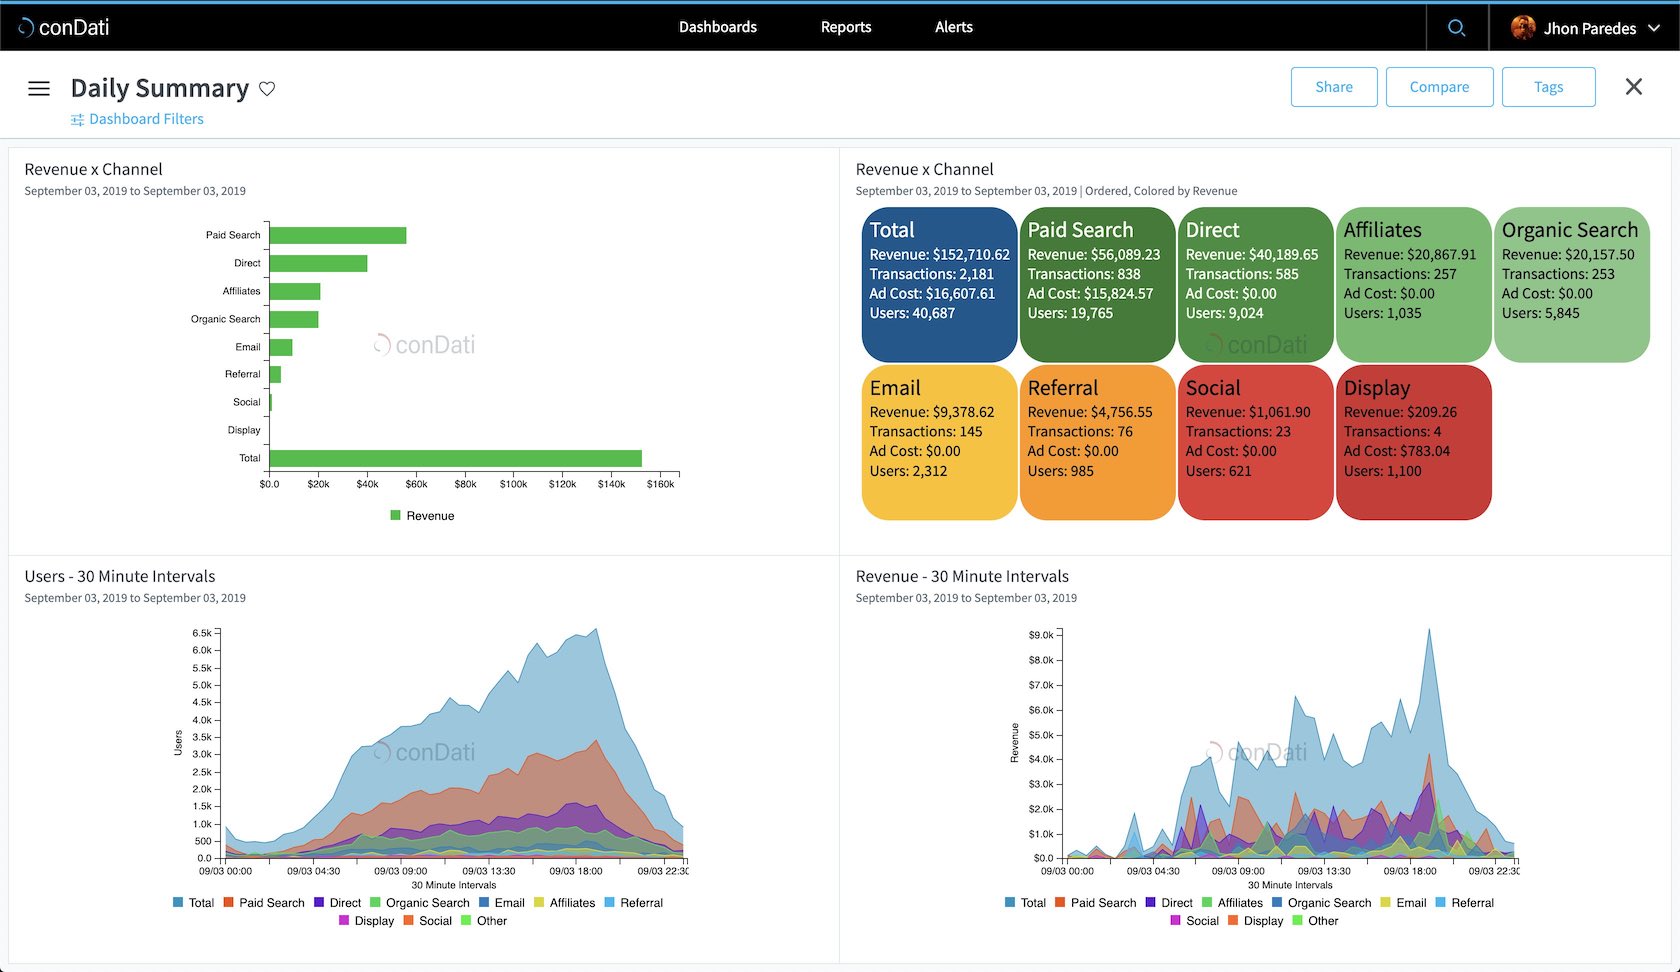 conDati
Dashboards
Reports
Alerts
Jhon Paredes
Daily Summary
Dashboard Filters
Share
Compare
Tags
Revenue x Channel
September 03, 2019 to September 03, 2019
Paid Search
Direct
Affiliates
Organic Search
Email
Referral
Social
Display
Total
$0.0 $20k $40k $60k $80k $100k $120k $140k $160k
Revenue
conDati
Revenue x Channel
September 03, 2019 to September 03, 2019 | Ordered, Colored by Revenue
Total
Revenue: $152,710.62
Transactions: 2,181
Ad Cost: $16,607.61
Users: 40,687
Paid Search
Revenue: $56,089.23
Transactions: 838
Ad Cost: $15,824.57
Users: 19,765
Direct
Revenue: $40,189.65
Transactions: 585
Ad Cost: $0.00
Users: 9,024
conDati
Affiliates
Revenue: $20,867.91
Transactions: 257
Ad Cost: $0.00
Users: 1,035
Organic Search
Revenue: $20,157.50
Transactions: 253
Ad Cost: $0.00
Users: 5,845
Email
Revenue: $9,378.62
Transactions: 145
Ad Cost: $0.00
Users: 2,312
Referral
Revenue: $4,756.55
Transactions: 76
Ad Cost: $0.00
Users: 985
Social
Revenue: $1,061.90
Transactions: 23
Ad Cost: $0.00
Users: 621
Display
Revenue: $209.26
Transactions: 4
Ad Cost: $783.04
Users: 1,100
Users - 30 Minute Intervals
September 03, 2019 to September 03, 2019
6.5k
6.0k
5.5k
5.0k
4.5k
4.0k
3.5k
3.0k
2.5k
2.0k
1.5k
1.0k
500
0.0
Users
conDati
09/03 00:00 09/03 04:30 09/03 09:00 09/03 13:30 09/03 18:00 09/03 22:30
30 Minute Intervals
Total Paid Search Direct Organic Search Email Affiliates Referral
Display Social Other
Revenue - 30 Minute Intervals
September 03, 2019 to September 03, 2019
$9.0k
$8.0k
$7.0k
$6.0k
$5.0k
$4.0k
$3.0k
$2.0k
$1.0k
$0.0
Revenue
conDati
09/03 00:00 09/03 04:30 09/03 09:00 09/03 13:30 09/03 18:00 09/03 22:30
30 Minute Intervals
Total Paid Search Direct Affiliates Organic Search Email Referral
Social Display Other